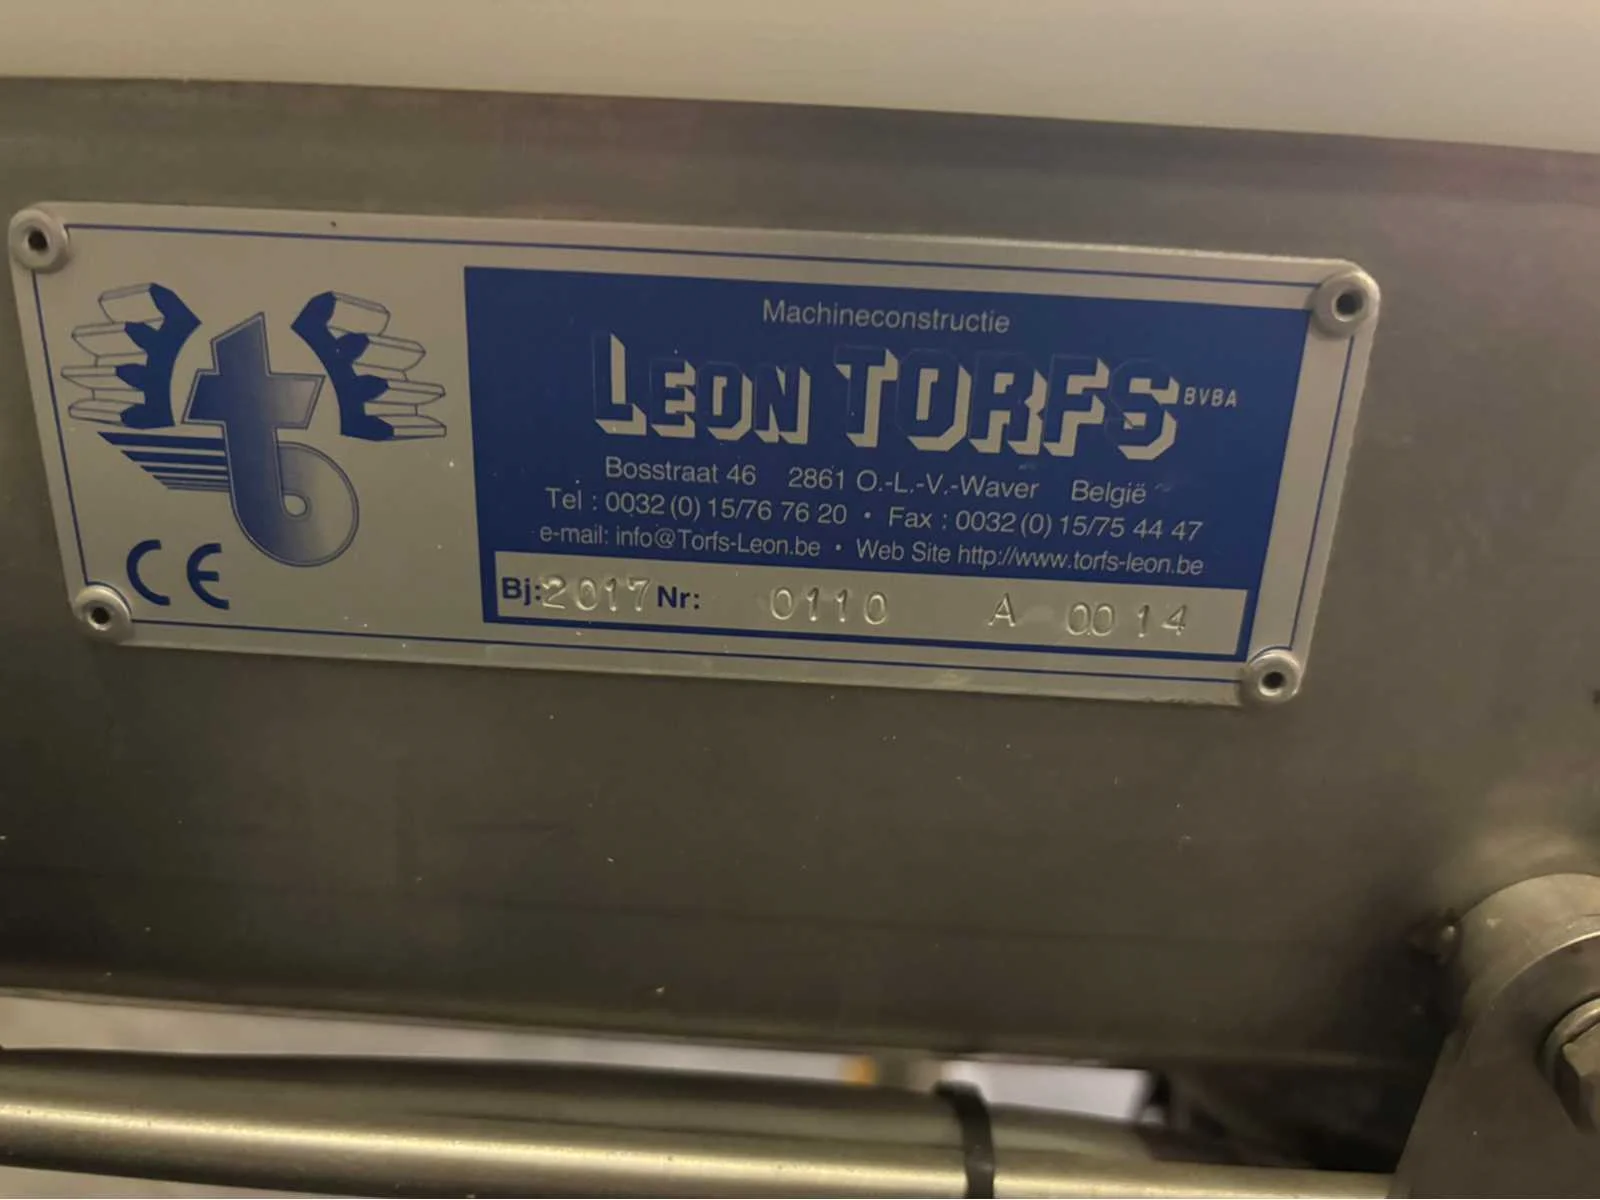 Machineconstructie
LEON TORFS BVBA
Bosstraat 46 2861 O.-L.-V.-Waver België
Tel : 0032 (0) 15/76 76 20 • Fax : 0032 (0) 15/75 44 47
e-mail: info@Torfs-Leon.be • Web Site http://www.torfs-leon.be
Bj: 2017 Nr: 0110 A 0014
tb
CE